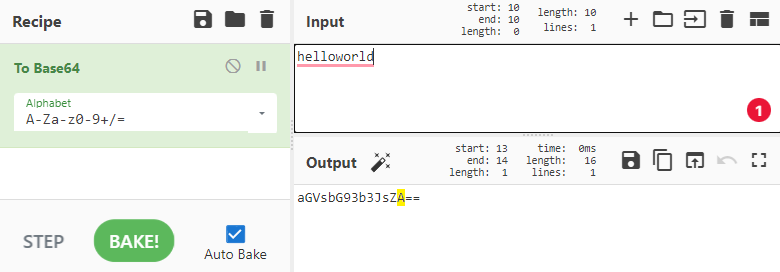 Recipe
To Base64
Alphabet
A-Za-z0-9+/=
STEP
BAKE!
Auto Bake
Input
start: 10
end: 10
length: 0
length: 10
lines: 1
helloworld
1
Output
start: 13
end: 14
length: 1
time: 0ms
length: 16
lines: 1
aGVsbG93b3JsZA==